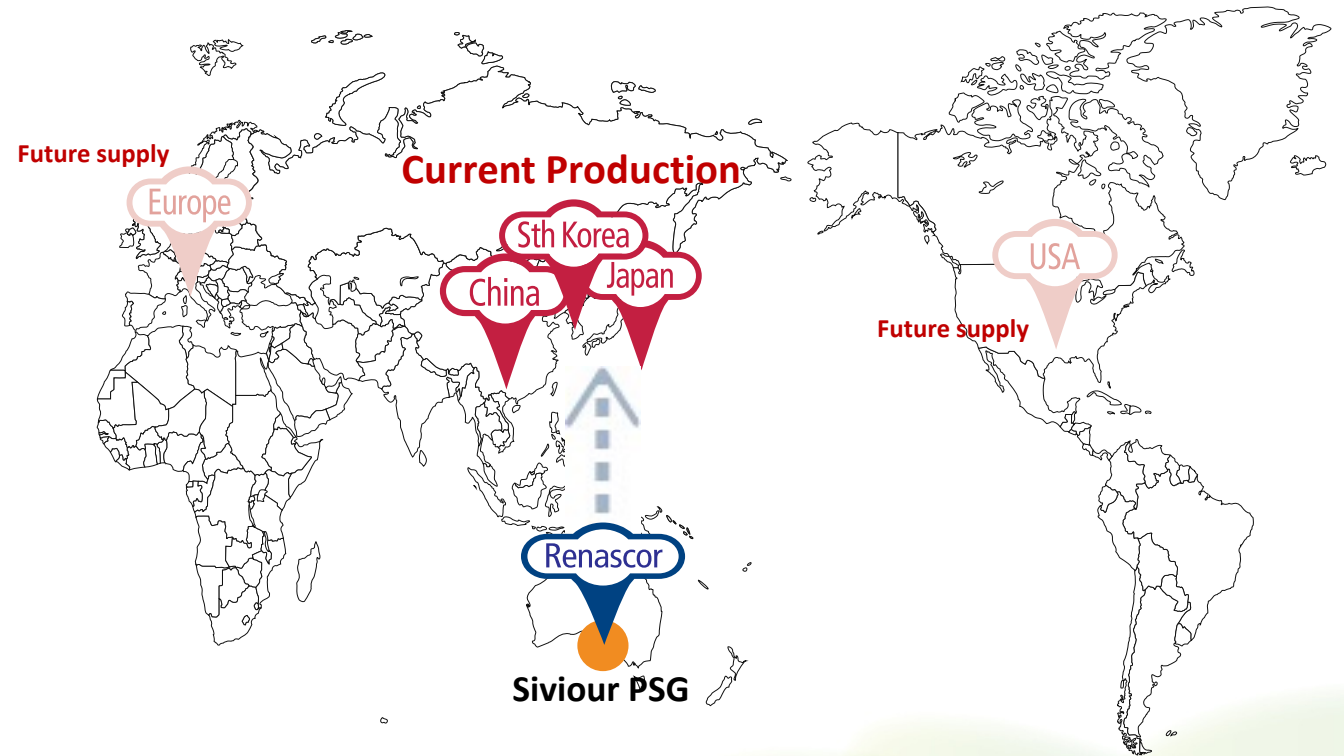 Future supply
Europe
Current Production
Sth Korea
Japan
China
USA
Future supply
Renascor
Siviour PSG